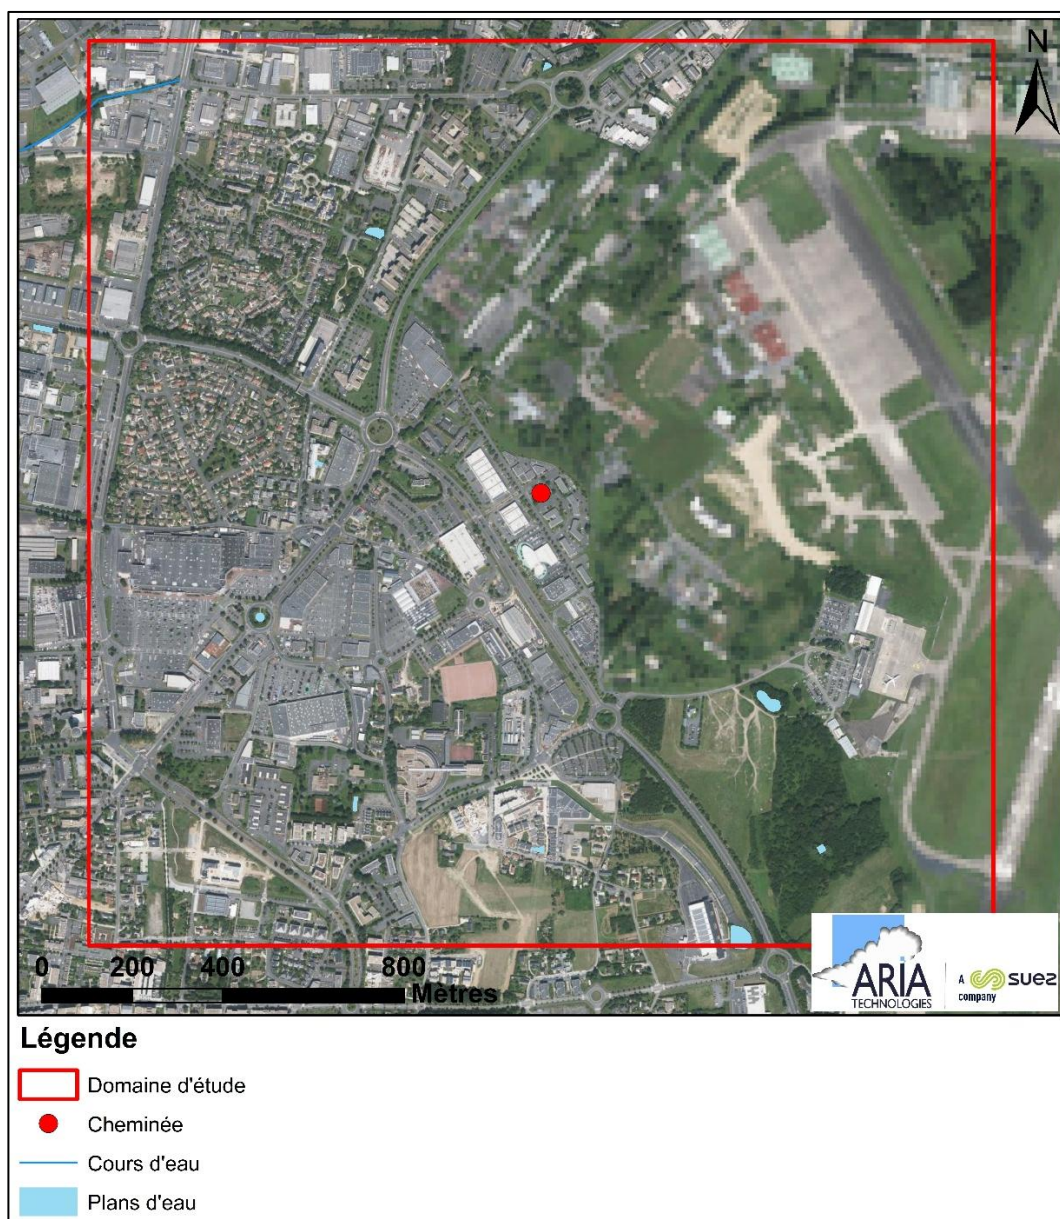 N
0 200 400 800
Mètres
ARIA
TECHNOLOGIES
A
company
suez
Légende
Domaine d'étude
Cheminée
Cours d'eau
Plans d'eau